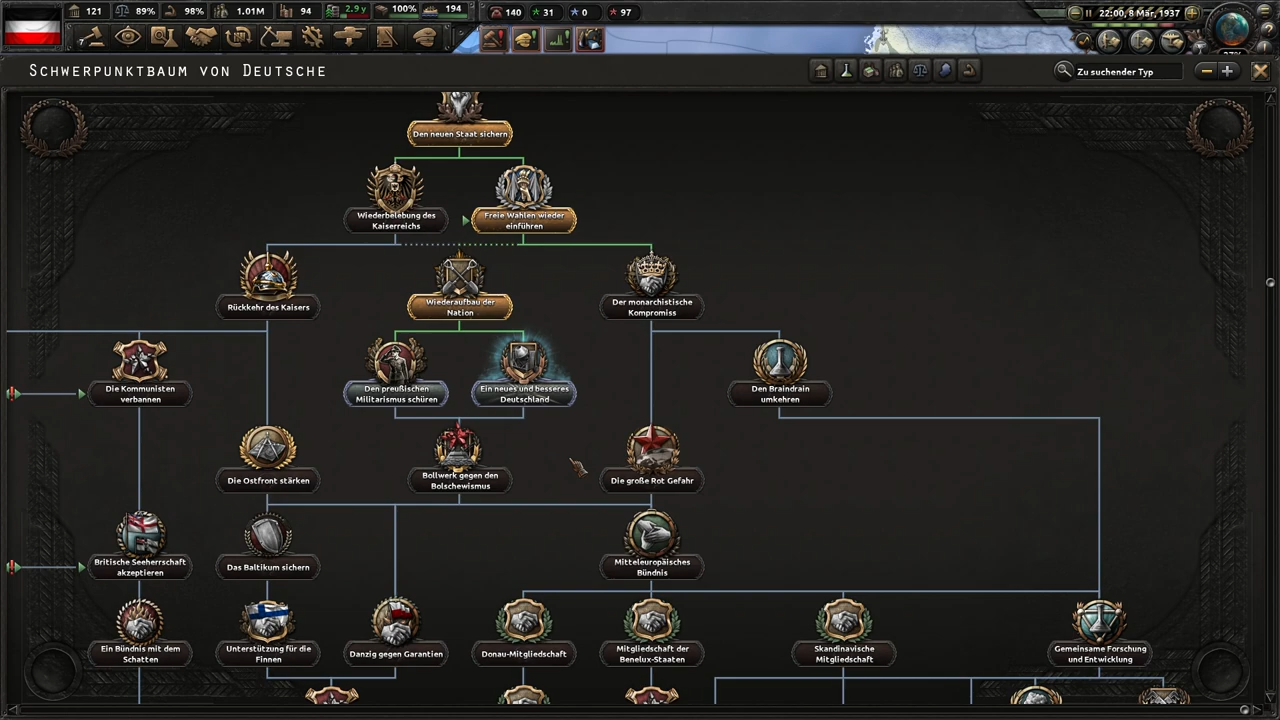 121 89% 98% 1.01M 94 2.9y 100% 194 140 31 0 97 22:00, 8 Mar, 1937
7
Schwerpunktbaum von Deutsche
Zu suchender Typ
Den neuen Staat sichern
Wiederbelebung des
Kaiserreichs
Freie Wahlen wieder
einführen
Rückkehr des Kaisers
Wiederaufbau der
Nation
Der monarchistische
Kompromiss
Die Kommunisten
verbannen
Den preußischen
Militarismus schüren
Ein neues und besseres
Deutschland
Den Braindrain
umkehren
Die Ostfront stärken
Bollwerk gegen den
Bolschewismus
Die große Rot Gefahr
Britische Seeherrschaft
akzeptieren
Das Baltikum sichern
Mitteleuropäisches
Bündnis
Ein Bündnis mit dem
Schatten
Unterstützung für die
Finnen
Danzig gegen Garantien
Donau-Mitgliedschaft
Mitgliedschaft der
Benelux-Staaten
Skandinavische
Mitgliedschaft
Gemeinsame Forschung
und Entwicklung